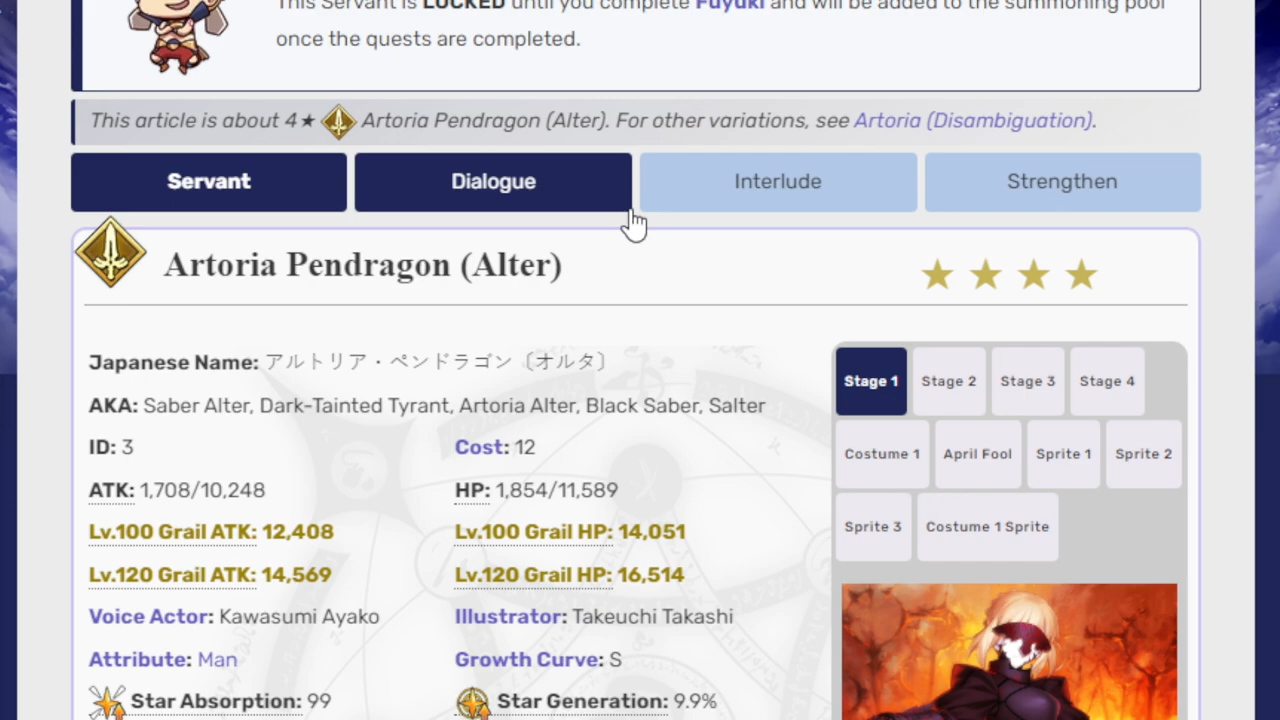 This Servant is LOCKED until you complete Fuyuki and will be added to the summoning pool
once the quests are completed.
This article is about 4★ Artoria Pendragon (Alter). For other variations, see Artoria (Disambiguation).
Servant Dialogue Interlude Strengthen
Artoria Pendragon (Alter) ★ ★ ★ ★
Japanese Name: アルトリア・ペンドラゴン〔オルタ〕
AKA: Saber Alter, Dark-Tainted Tyrant, Artoria Alter, Black Saber, Salter
ID: 3 Cost: 12
ATK: 1,708/10,248 HP: 1,854/11,589
Lv.100 Grail ATK: 12,408 Lv.100 Grail HP: 14,051
Lv.120 Grail ATK: 14,569 Lv.120 Grail HP: 16,514
Voice Actor: Kawasumi Ayako Illustrator: Takeuchi Takashi
Attribute: Man Growth Curve: S
Star Absorption: 99 Star Generation: 9.9%
Stage 1 Stage 2 Stage 3 Stage 4
Costume 1 April Fool Sprite 1 Sprite 2
Sprite 3 Costume 1 Sprite